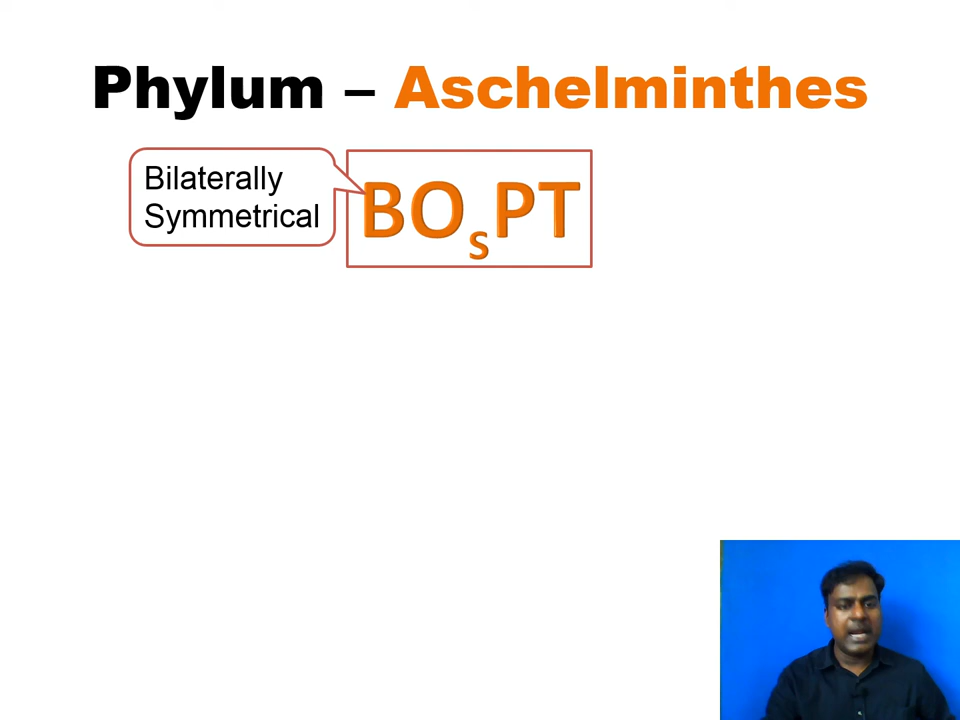 Phylum – Aschelminthes
Bilaterally
Symmetrical
BOsPT